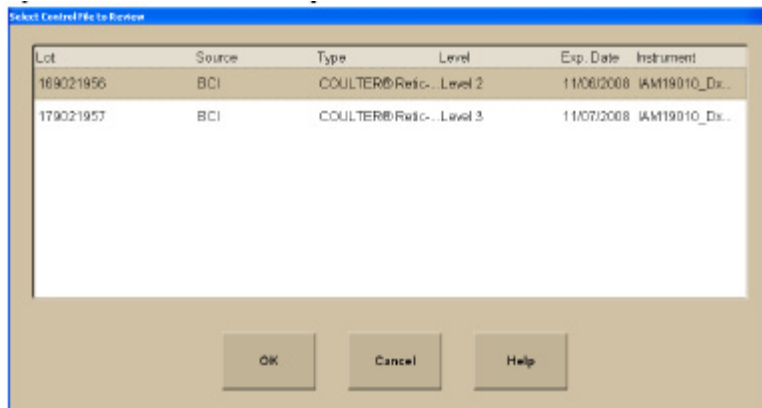 Select Control File to Review
Lot Source Type Level Exp. Date Instrument
169021956 BCI COULTER® Retic-... Level 2 11/06/2008 IAM19010_Dx...
179021957 BCI COULTER® Retic-... Level 3 11/07/2008 IAM19010_Dx...
OK Cancel Help